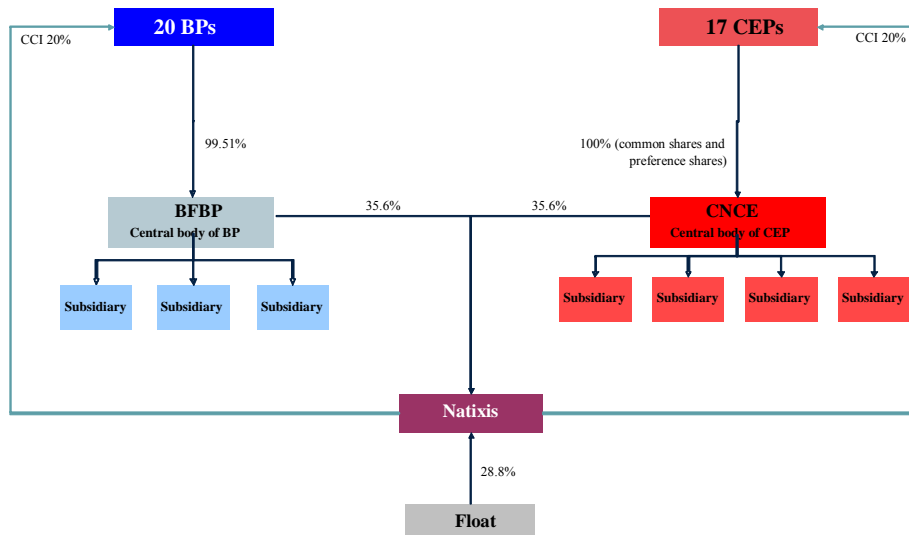 20 BPs
17 CEPs
CCI 20%
CCI 20%
99.51%
100% (common shares and
preference shares)
BFBP
Central body of BP
35.6%
35.6%
CNCE
Central body of CEP
Subsidiary
Subsidiary
Subsidiary
Subsidiary
Subsidiary
Subsidiary
Subsidiary
Natixis
28.8%
Float